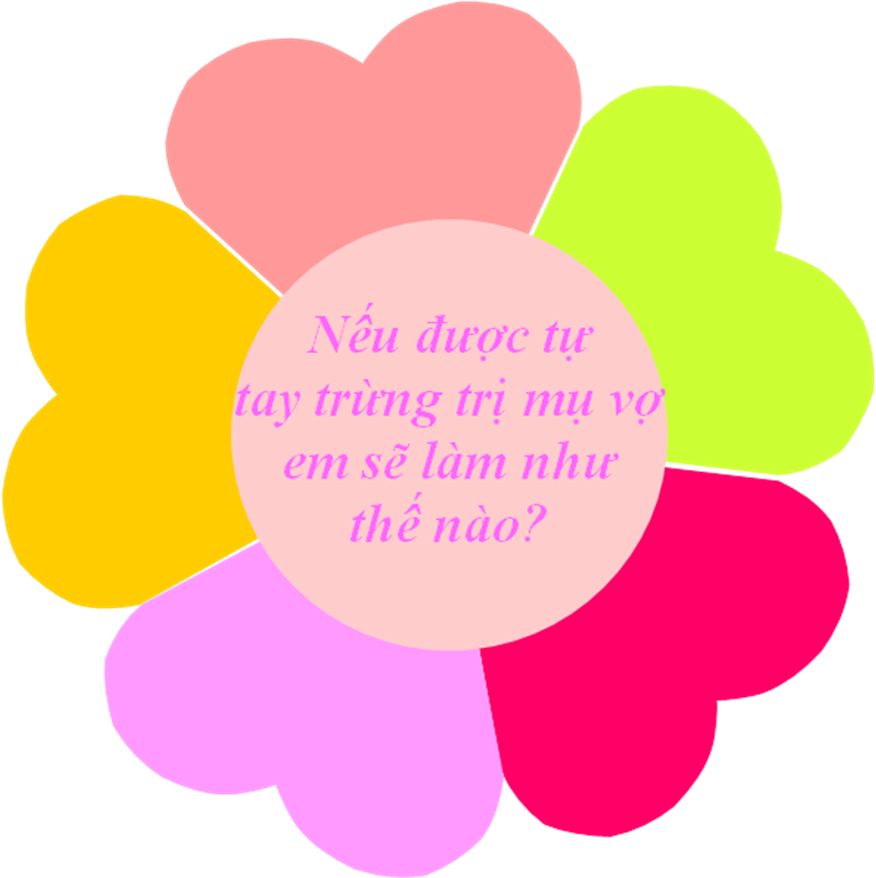 Nếu được tự
tay trừng trị mụ vợ
em sẽ làm như
thế nào?